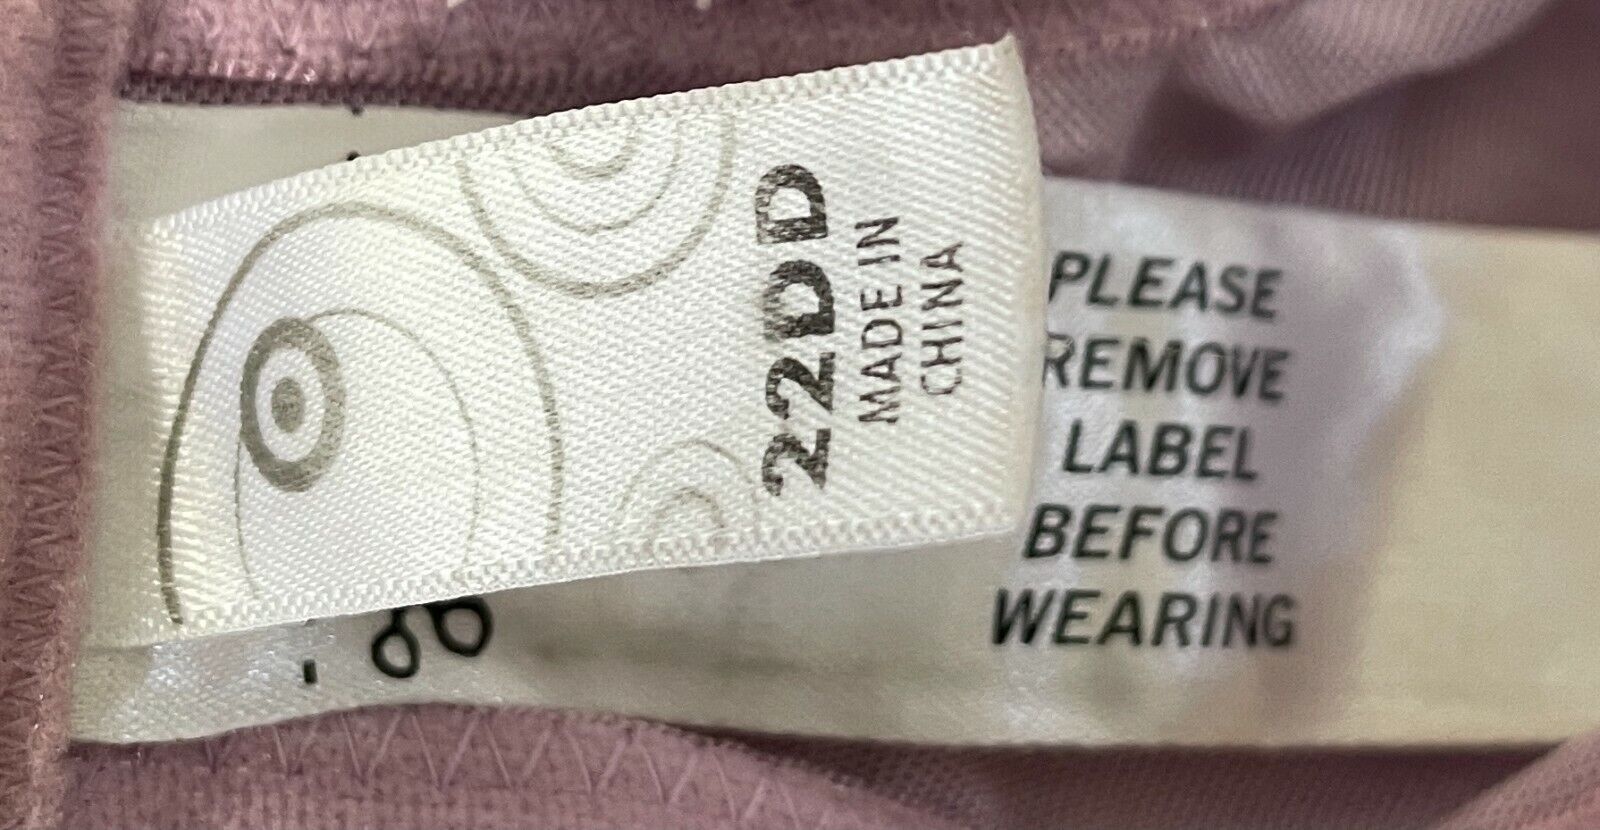 22DD
MADE IN
CHINA
PLEASE
REMOVE
LABEL
BEFORE
WEARING